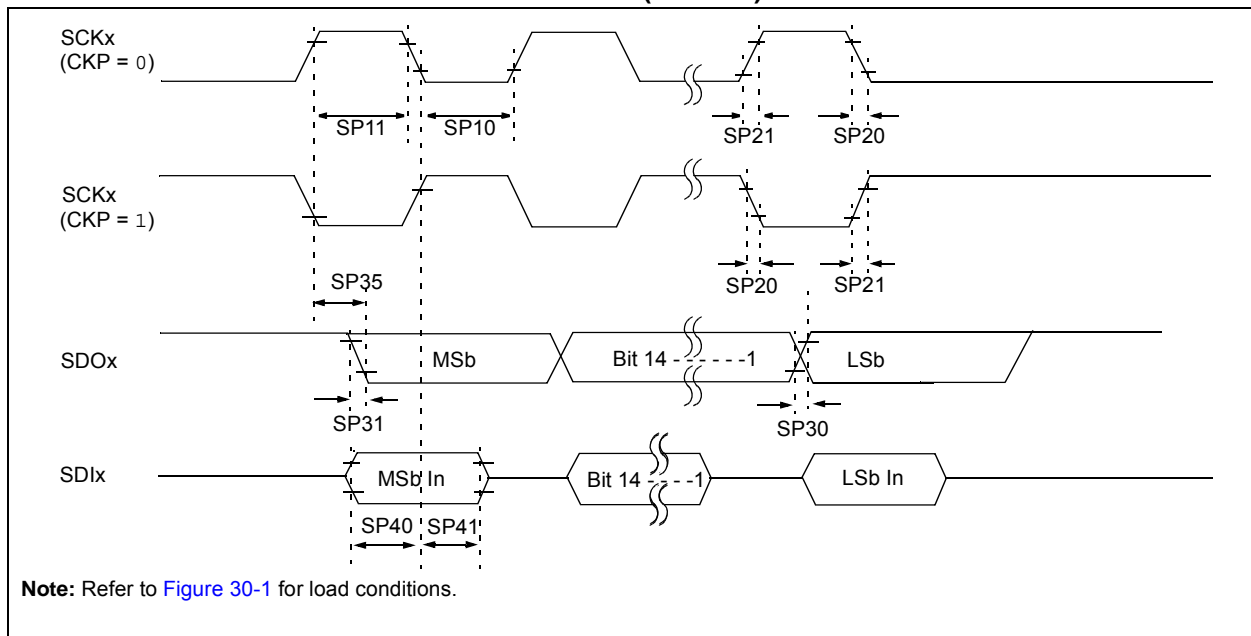 SCKx
(CKP = 0)
SP11
SP10
SP21
SP20
SCKx
(CKP = 1)
SP35
SP20
SP21
SDOx
MSb
Bit 14 - - - - - -1
LSb
SP31
SP30
SDIx
MSb In
Bit 14 - - - - -1
LSb In
SP40
SP41
Note: Refer to Figure 30-1 for load conditions.